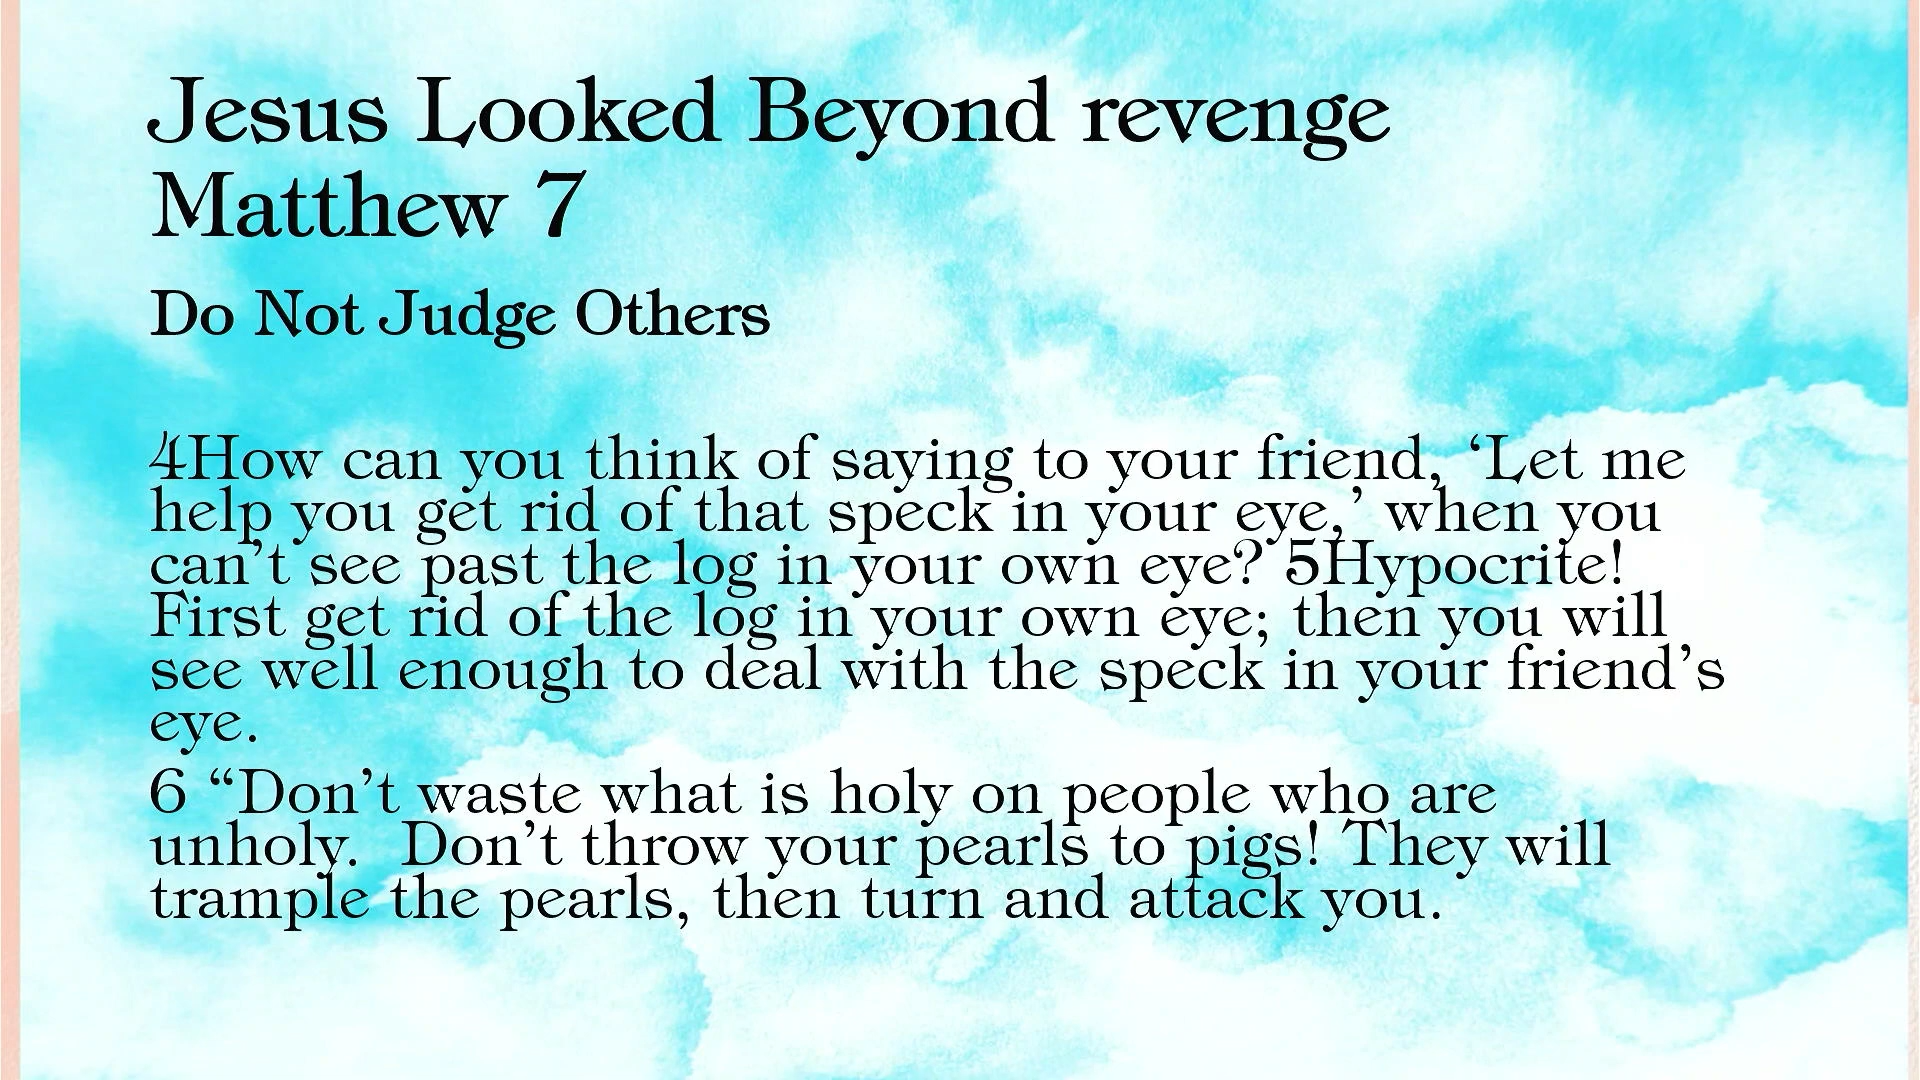 Jesus Looked Beyond revenge
Matthew 7
Do Not Judge Others
4How can you think of saying to your friend, ‘Let me
help you get rid of that speck in your eye,’ when you
can’t see past the log in your own eye? 5Hypocrite!
First get rid of the log in your own eye; then you will
see well enough to deal with the speck in your friend’s
eye.
6 “Don’t waste what is holy on people who are
unholy.  Don’t throw your pearls to pigs! They will
trample the pearls, then turn and attack you.